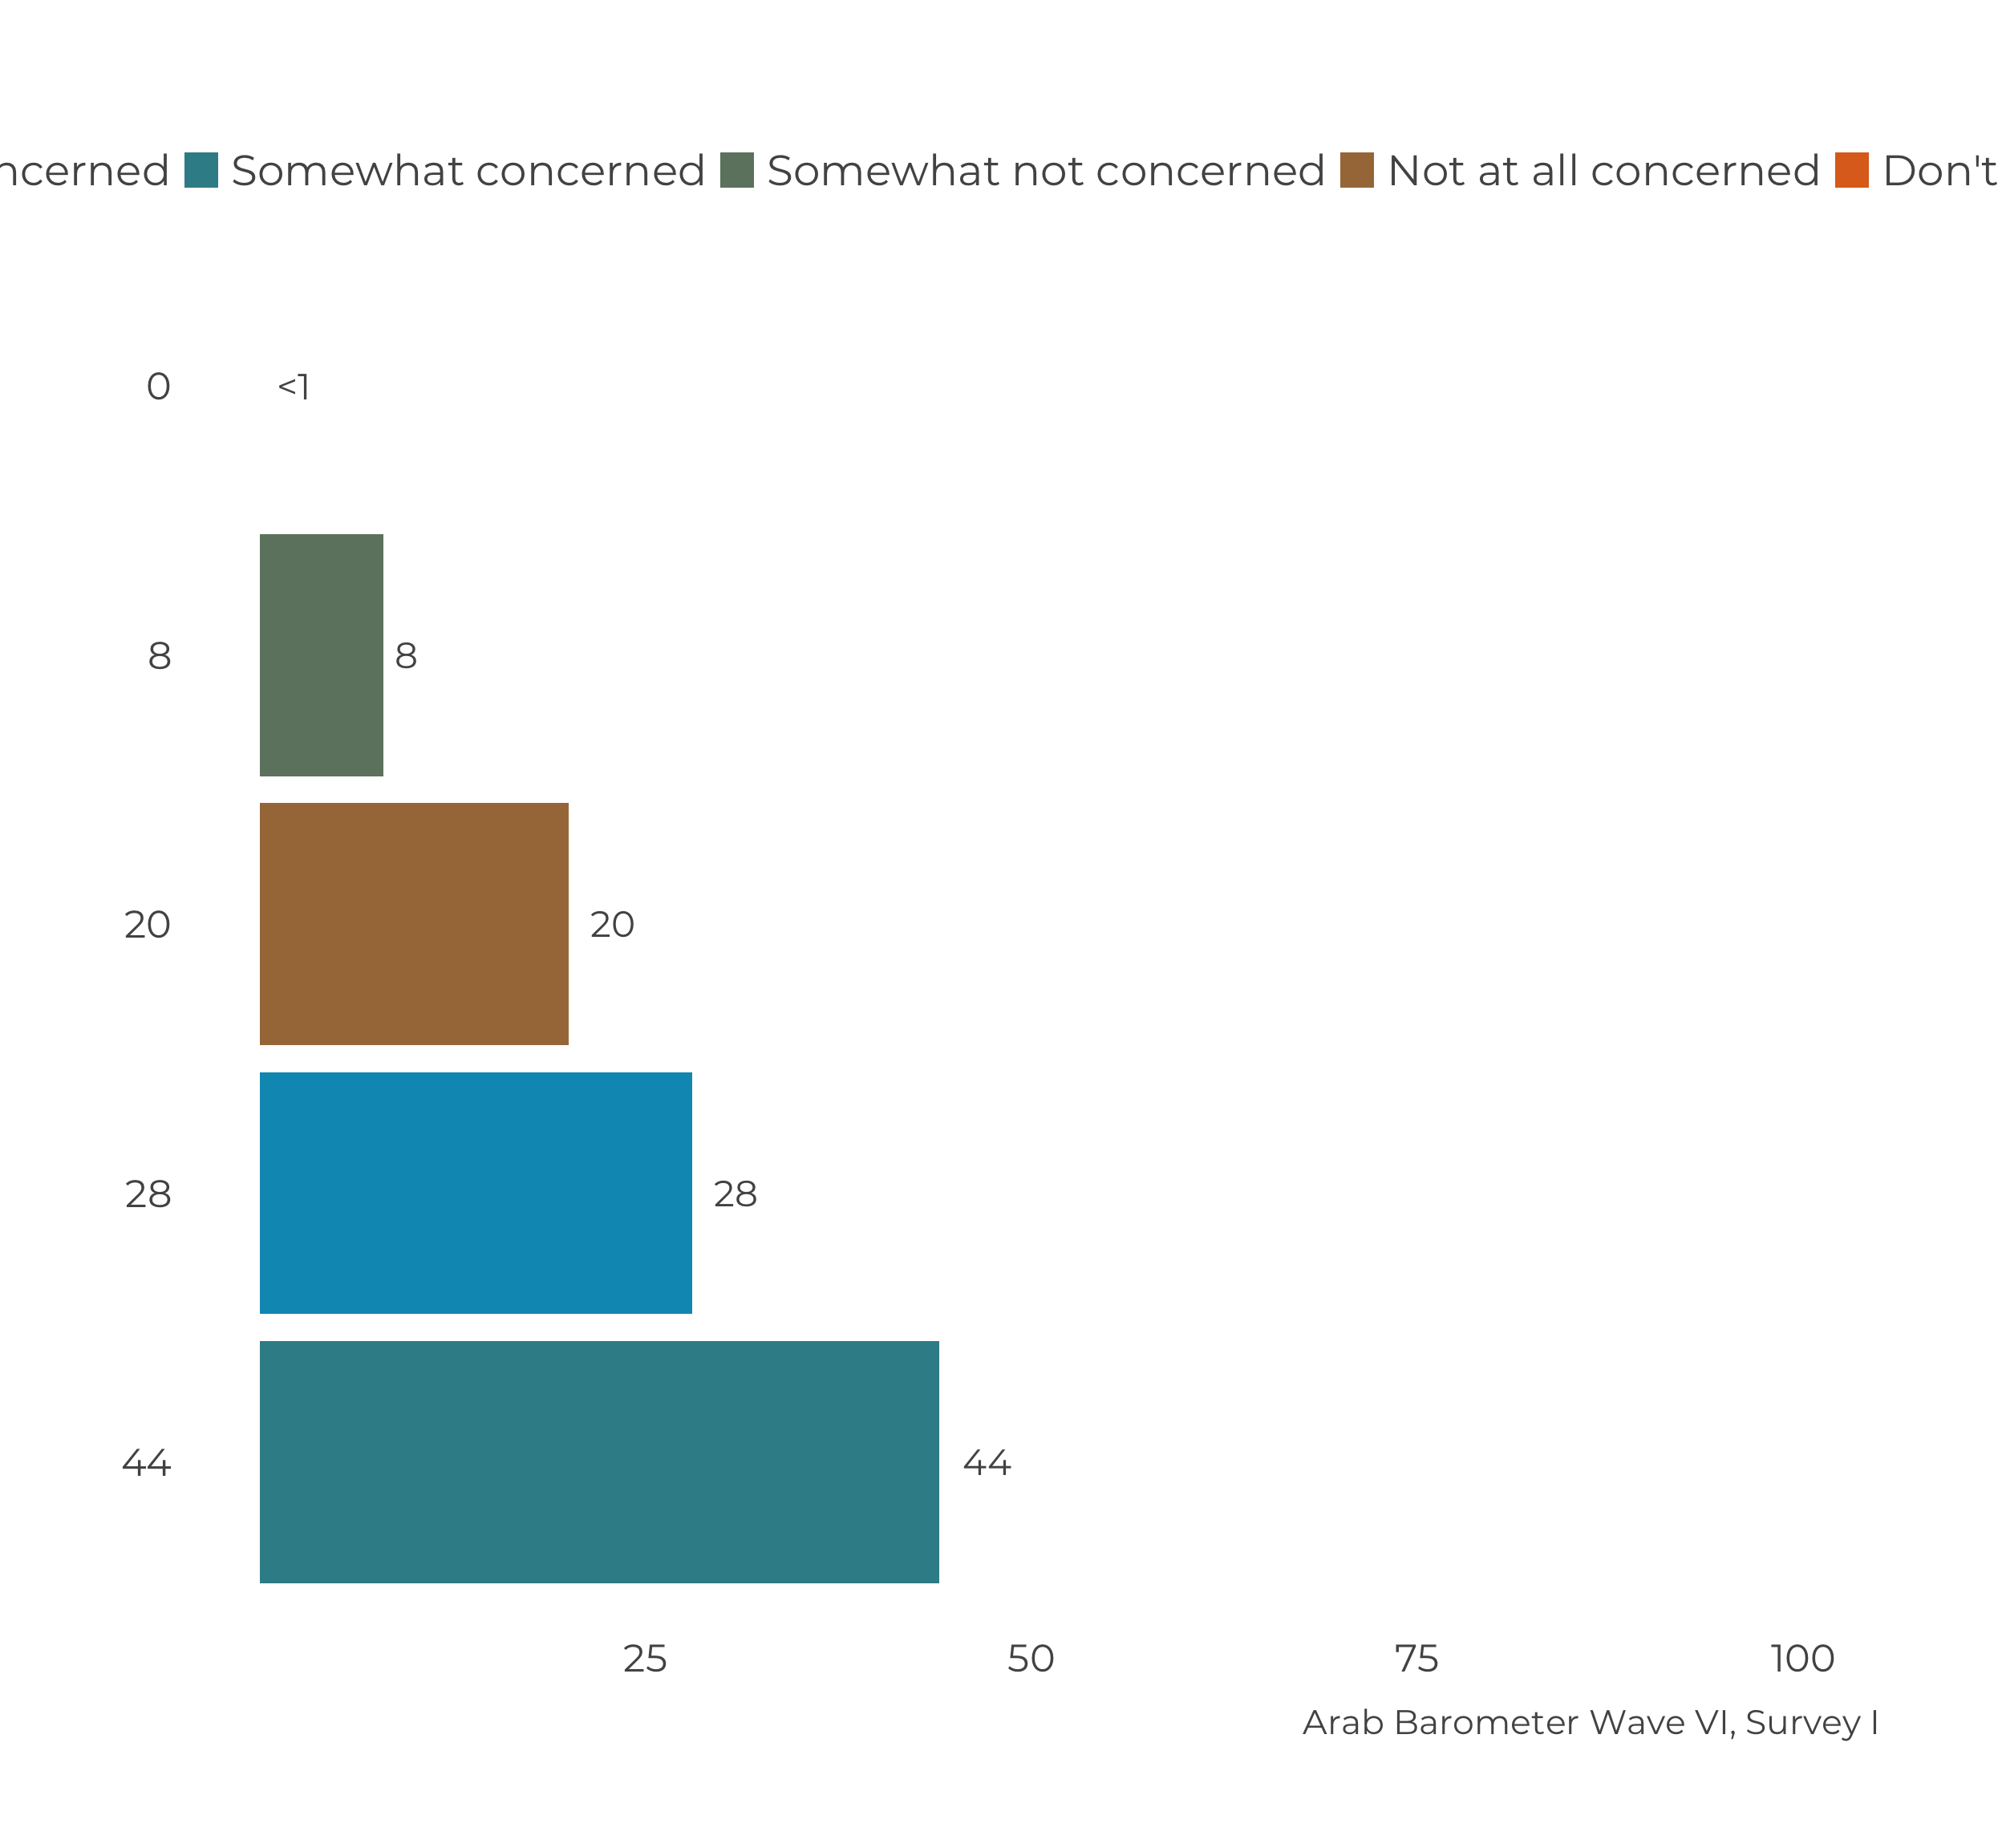 ncerned Somewhat concerned Somewhat not concerned Not at all concerned Don't
0 <1
8 8
20 20
28 28
44 44
25 50 75 100
Arab Barometer Wave VI, Survey I